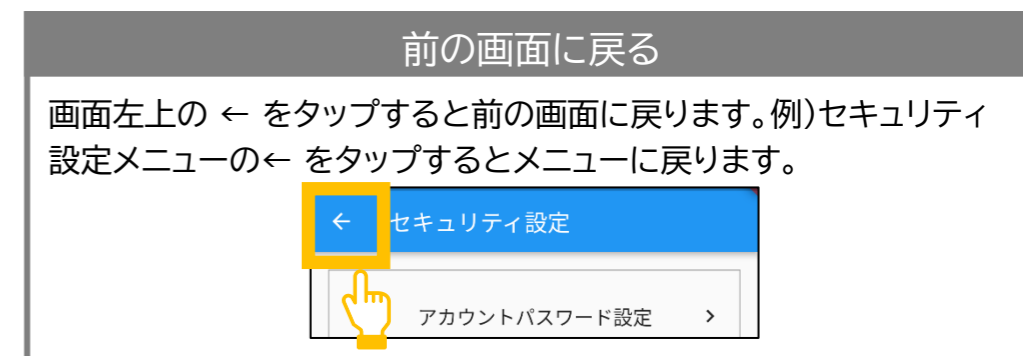 前の画面に戻る
画面左上の ← をタップすると前の画面に戻ります。例)セキュリティ
設定メニューの← をタップするとメニューに戻ります。
← セキュリティ設定
アカウントパスワード設定 >